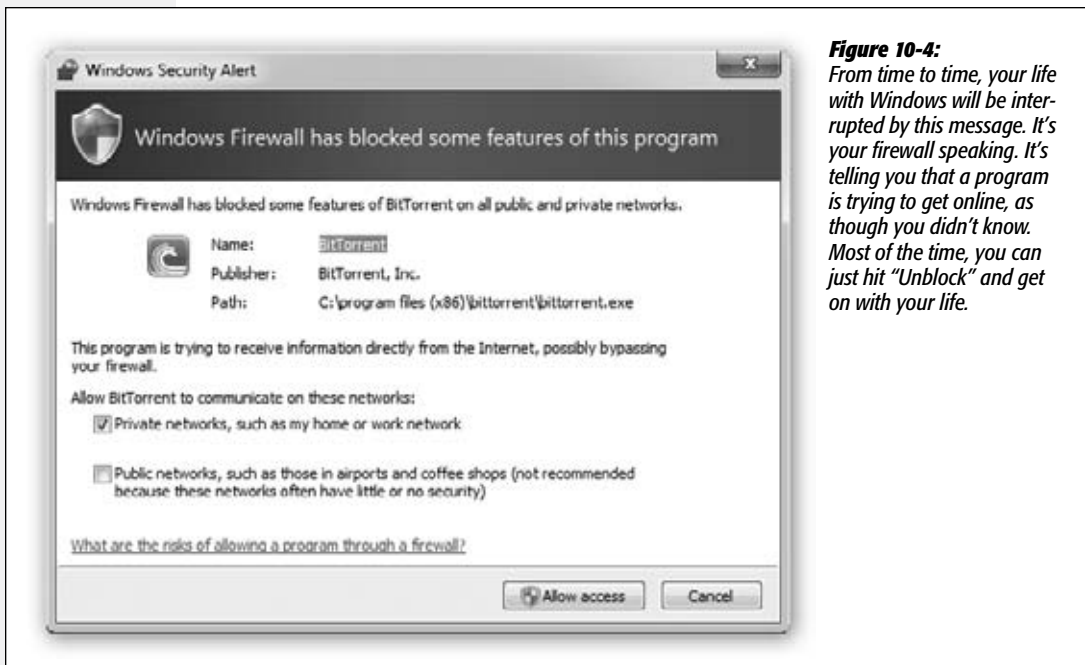 Windows Security Alert
Windows Firewall has blocked some features of this program
Windows Firewall has blocked some features of BitTorrent on all public and private networks.
Name: BitTorrent
Publisher: BitTorrent, Inc.
Path: C:\program files (x86)\bittorrent\bittorrent.exe
This program is trying to receive information directly from the Internet, possibly bypassing
your firewall.
Allow BitTorrent to communicate on these networks:
Private networks, such as my home or work network
Public networks, such as those in airports and coffee shops (not recommended
because these networks often have little or no security)
What are the risks of allowing a program through a firewall?
Allow access Cancel
Figure 10-4:
From time to time, your life
with Windows will be inter-
rupted by this message. It's
your firewall speaking. It's
telling you that a program
is trying to get online, as
though you didn't know.
Most of the time, you can
just hit “Unblock” and get
on with your life.